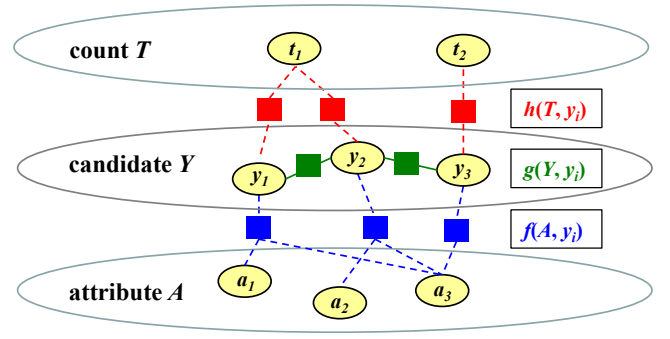 count T
t1
t2
h(T, yi)
candidate Y
y1
y2
y3
g(Y, yi)
f(A, yi)
attribute A
a1
a2
a3